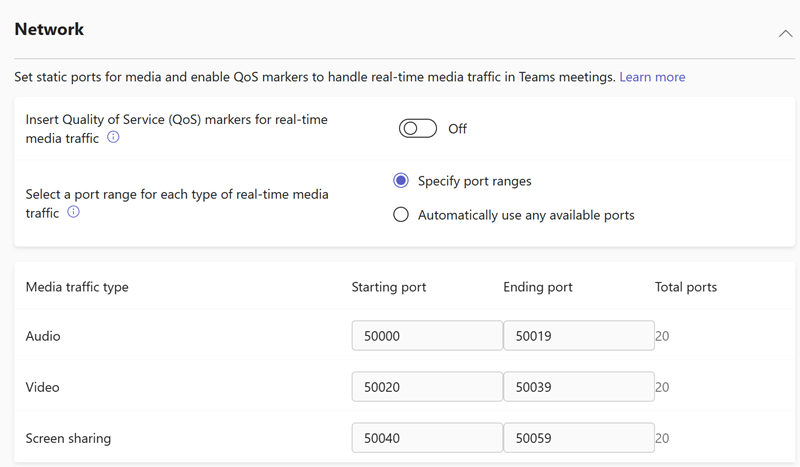 Network
Set static ports for media and enable QoS markers to handle real-time media traffic in Teams meetings. Learn more
Insert Quality of Service (QoS) markers for real-time
media traffic
Off
Select a port range for each type of real-time media
traffic
Specify port ranges
Automatically use any available ports
Media traffic type Starting port Ending port Total ports
Audio 50000 50019 20
Video 50020 50039 20
Screen sharing 50040 50059 20